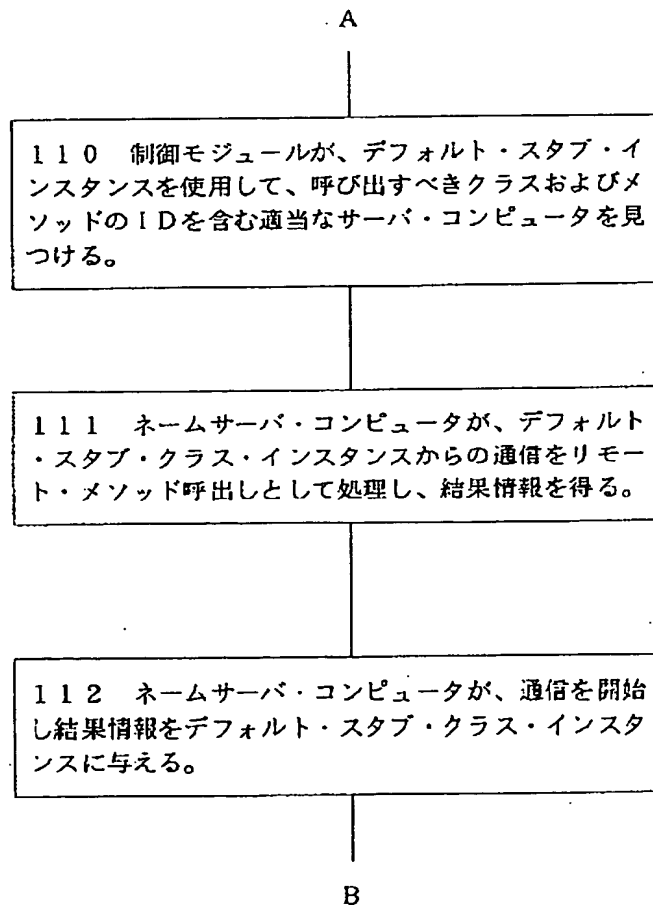 A
110 制御モジュールが、デフォルト・スタブ・イ
ンスタンスを使用して、呼び出すべきクラスおよびメ
ソッドのIDを含む適当なサーバ・コンピュータを見
つける。
111 ネームサーバ・コンピュータが、デフォルト
・スタブ・クラス・インスタンスからの通信をリモー
ト・メソッド呼出しとして処理し、結果情報を得る。
112 ネームサーバ・コンピュータが、通信を開始
し結果情報をデフォルト・スタブ・クラス・インスタ
ンスに与える。
B